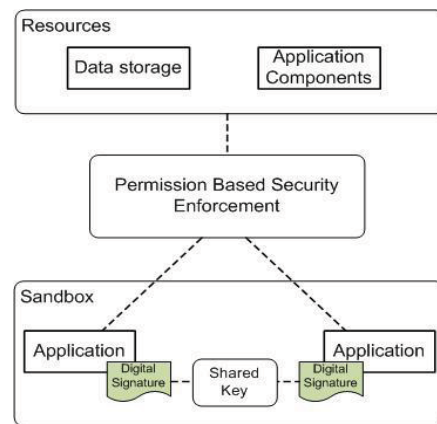 Resources
Data storage
Application
Components
Permission Based Security
Enforcement
Sandbox
Application
Digital
Signature
Shared
Key
Application
Digital
Signature